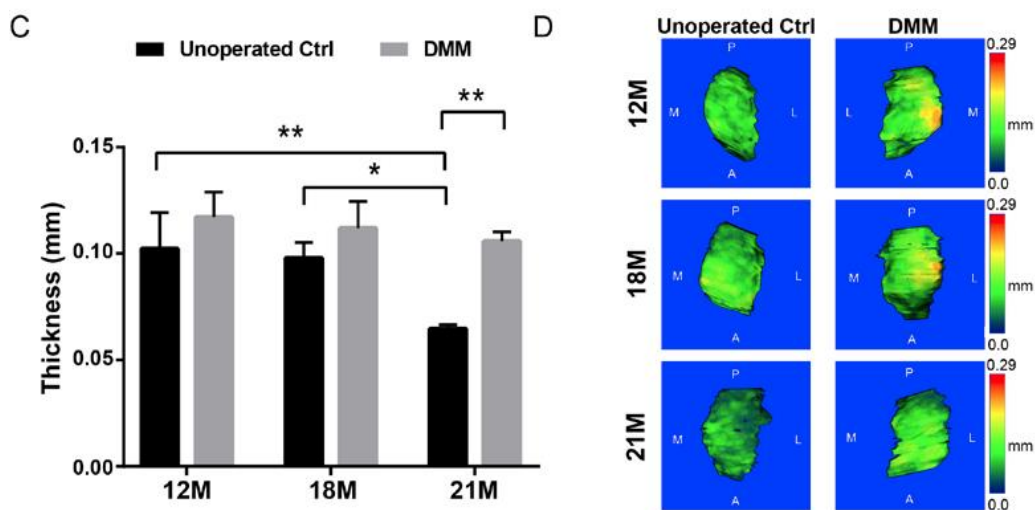 C
Unoperated Ctrl DMM
**
**
*
Thickness (mm)
0.15
0.10
0.05
0.00
12M 18M 21M
D
Unoperated Ctrl DMM
12M
P
M L
A
P
L M
A
0.29
mm
0.0
18M
P
M L
A
P
M L
A
0.29
mm
0.0
21M
P
M L
A
P
M L
A
0.29
mm
0.0